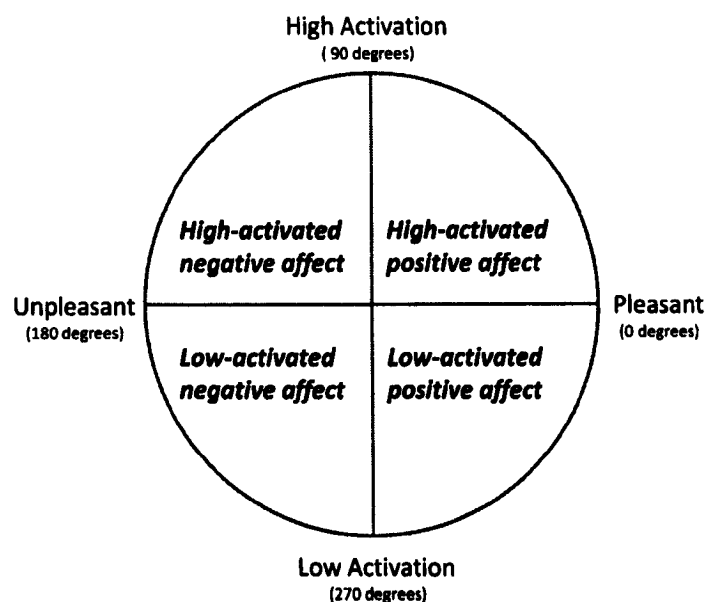 High Activation
( 90 degrees)
High-activated
negative affect
High-activated
positive affect
Unpleasant
(180 degrees)
Pleasant
(0 degrees)
Low-activated
negative affect
Low-activated
positive affect
Low Activation
(270 degrees)